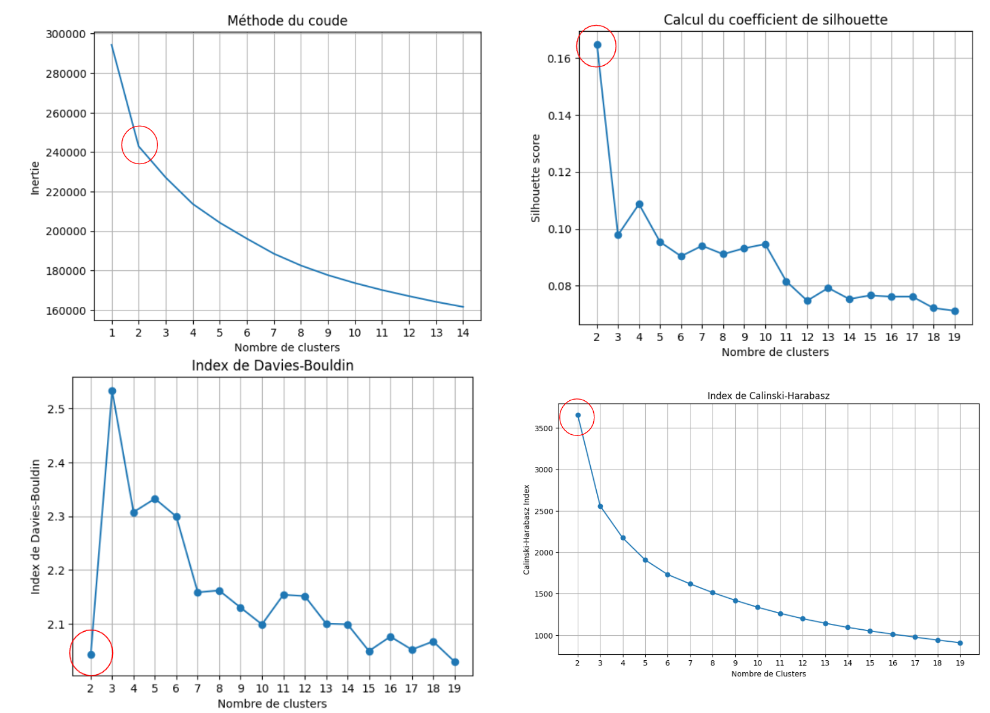 Méthode du coude
300000
280000
260000
240000
220000
200000
180000
160000
Inertie
1 2 3 4 5 6 7 8 9 10 11 12 13 14
Nombre de clusters
Calcul du coefficient de silhouette
0.16
0.14
0.12
0.10
0.08
Silhouette score
2 3 4 5 6 7 8 9 10 11 12 13 14 15 16 17 18 19
Nombre de clusters
Index de Davies-Bouldin
2.5
2.4
2.3
2.2
2.1
Index de Davies-Bouldin
2 3 4 5 6 7 8 9 10 11 12 13 14 15 16 17 18 19
Nombre de clusters
Index de Calinski-Harabasz
3500
3000
2500
2000
1500
1000
Calinski-Harabasz Index
2 3 4 5 6 7 8 9 10 11 12 13 14 15 16 17 18 19
Nombre de Clusters